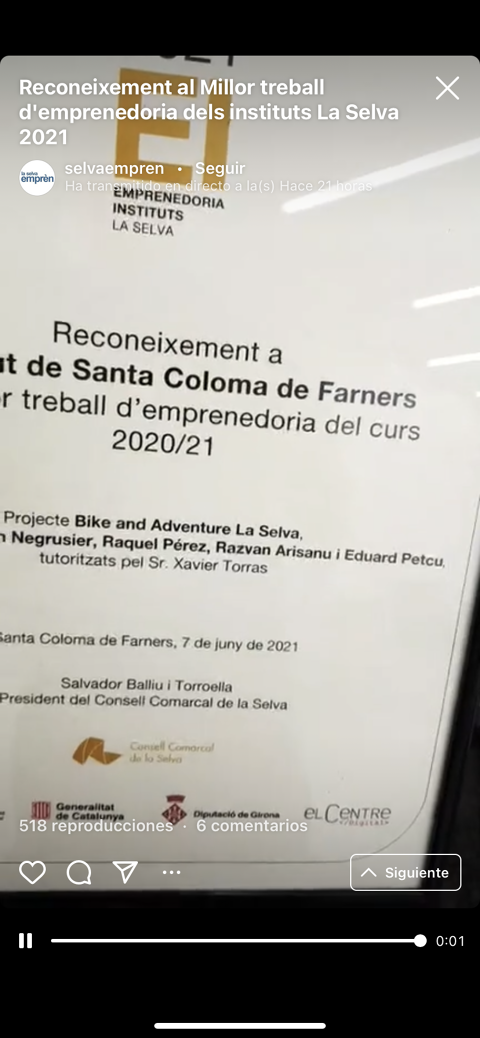 Reconeixement al Millor treball
d'emprenedoria dels instituts La Selva
2021
la selva
emprèn
selvaempren • Seguir
Ha transmitido en directo a la(s) Hace 21 horas
EI
EMPRENEDORIA
INSTITUTS
LA SELVA
Reconeixement a
de Santa Coloma de Farners
treball d'emprenedoria del curs
2020/21
Projecte Bike and Adventure La Selva,
Negrusier, Raquel Pérez, Razvan Arisanu i Eduard Petcu,
tutoritzats pel Sr. Xavier Torras
Santa Coloma de Farners, 7 de juny de 2021
Salvador Balliu i Torroella
President del Consell Comarcal de la Selva
Consell Comarcal
de la Selva
Generalitat
de Catalunya
Diputació de Girona
eLCentre
Digital
518 reproducciones · 6 comentarios
Siguiente
0:01